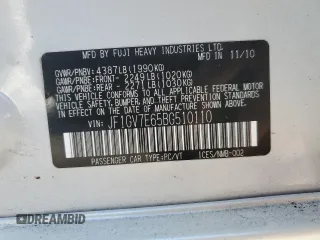 MFD BY FUJI HEAVY INDUSTRIES LTD.
GVWR/PNBV: 4387LB (1990KG) IN 11/10
GAWR/PNBE: FRONT- 2249LB (1020KG)
GAWR/PNBE: REAR - 2271LB (1030KG)
THIS VEHICLE CONFORMS TO ALL APPLICABLE FEDERAL MOTOR
VEHICLE SAFETY, BUMPER, AND THEFT PREVENTION STANDARDS
IN EFFECT ON THE DATE OF MANUFACTURE SHOWN ABOVE.
VIN: JF1GV7E65BG510110
PASSENGER CAR TYPE:PC/VT ICES/NMB-002
© IAAI/DREAMBID